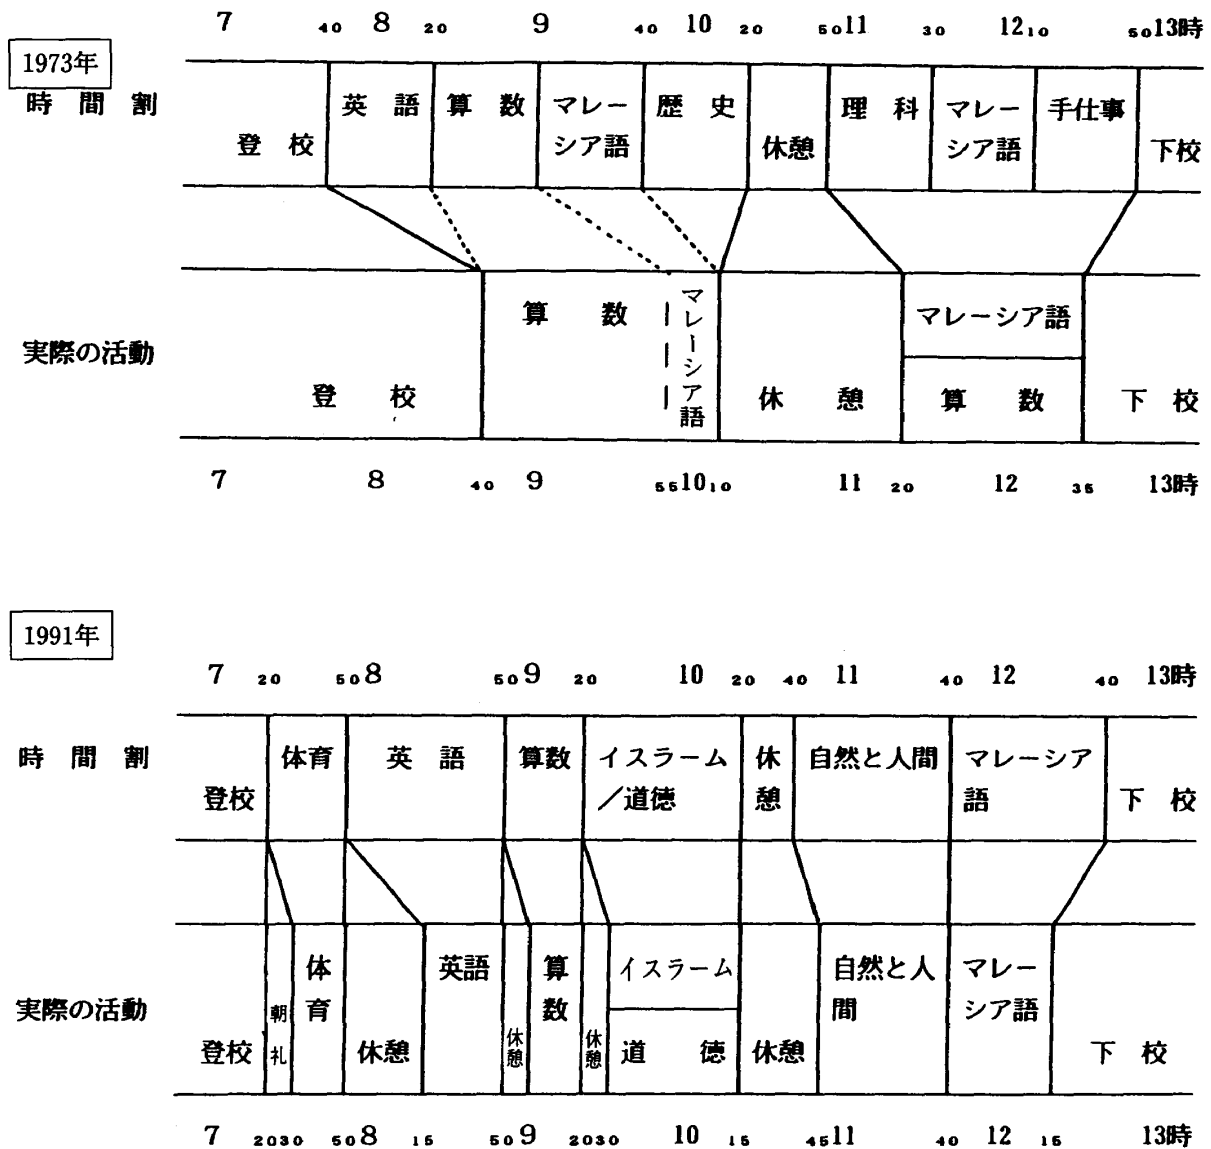 7 40 8 20 9 40 10 20 50 11 30 12 10 50 13時
1973年
時間割
登校
英語
算数
マレー
シア語
歴史
休憩
理科
マレー
シア語
手仕事
下校
実際の活動
登校
算数
マレーシア語
休憩
マレーシア語
算数
下校
7 8 40 9 55 10 10 11 20 12 35 13時
1991年
7 20 50 8 50 9 20 10 20 40 11 40 12 40 13時
時間割
登校
体育
英語
算数
イスラーム
/道徳
休
憩
自然と人間
マレーシア
語
下校
実際の活動
登校
朝礼
体
育
休憩
英語
休憩
算
数
休憩
イスラーム
道徳
休憩
自然と人
間
マレー
シア語
下校
7 20 30 50 8 15 50 9 20 30 10 15 45 11 40 12 15 13時